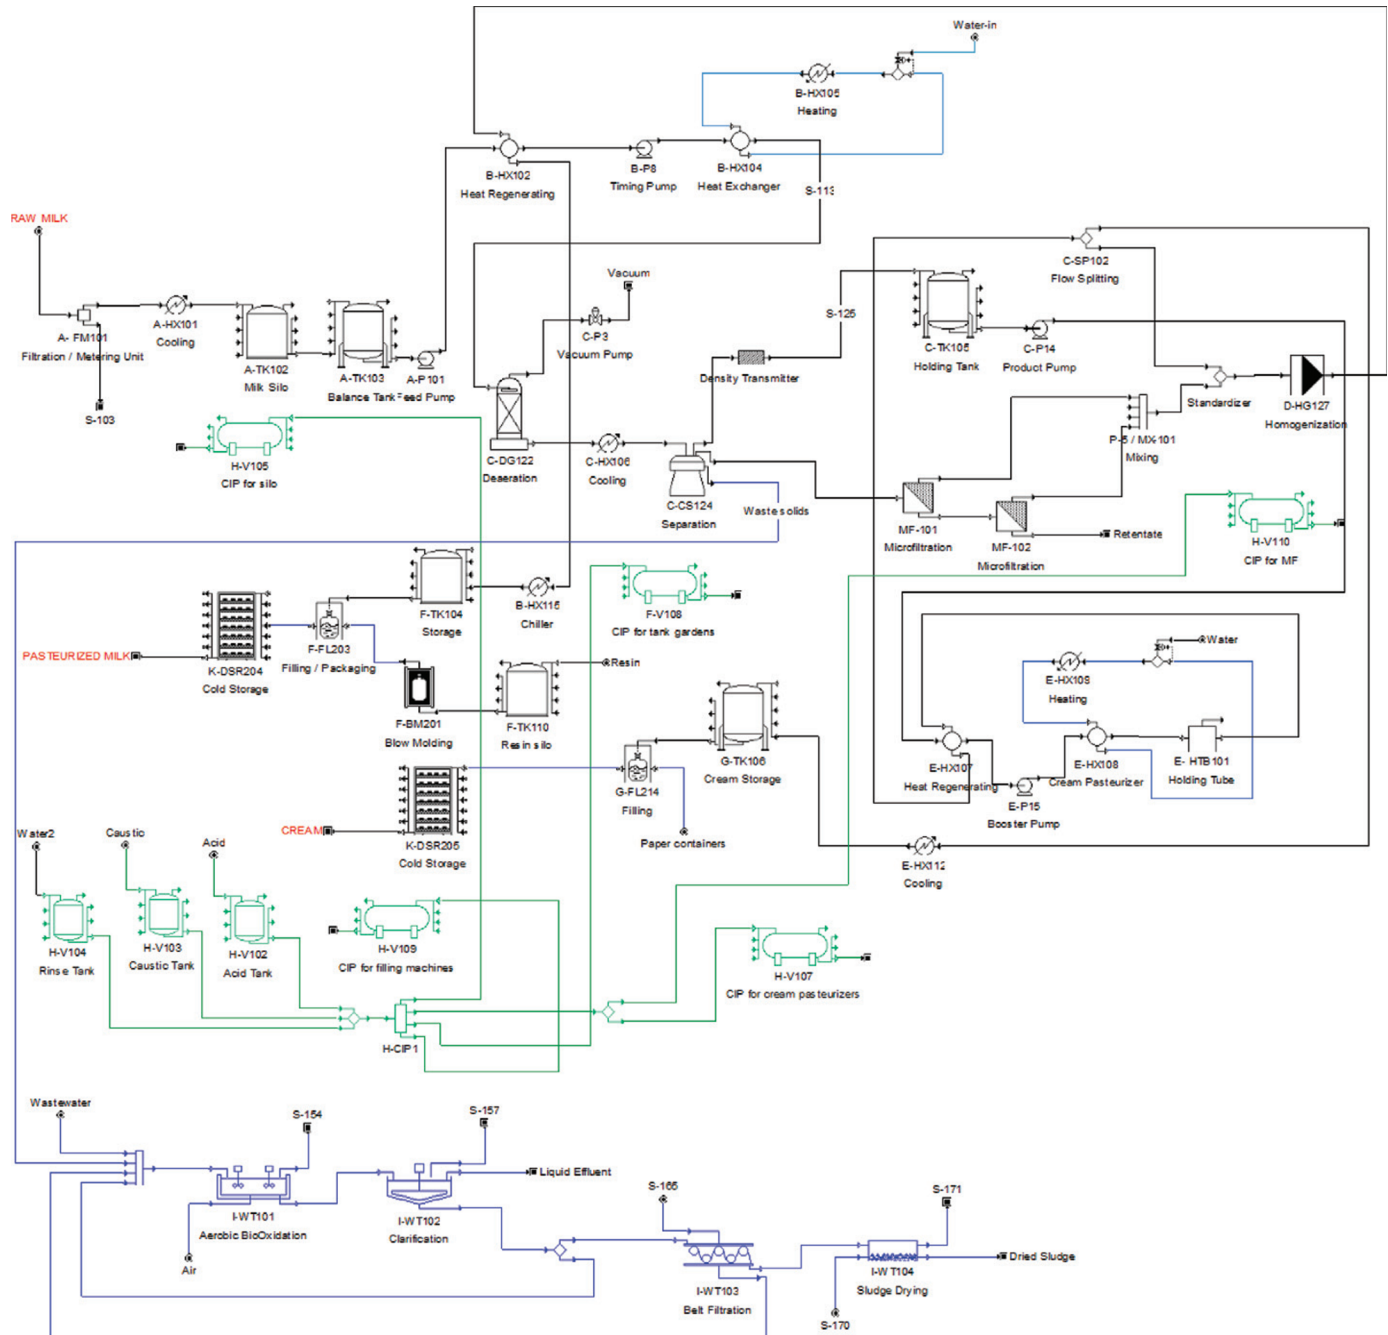 Water-in
B-HX105
Heating
B-HX102
Heat Regenerating
B-P8
Timing Pump
B-HX104
Heat Exchanger
S-113
RAW MILK
A- FM101
Filtration / Metering Unit
S-103
A-HX101
Cooling
A-TK102
Milk Silo
A-TK103
Balance Tank
A-P101
Feed Pump
Vacuum
C-P3
Vacuum Pump
C-DG122
Deaeration
C-HX106
Cooling
C-CS124
Separation
Waste solids
Density Transmitter
S-125
C-TK105
Holding Tank
C-P14
Product Pump
C-SP102
Flow Splitting
Standardizer
D-HG127
Homogenization
P-5 / MX-101
Mixing
MF-101
Microfiltration
MF-102
Microfiltration
Retentate
H-V110
CIP for MF
H-V105
CIP for silo
F-TK104
Storage
B-HX115
Chiller
F-V108
CIP for tank gardens
PASTEURIZED MILK
K-DSR204
Cold Storage
F-FL203
Filling / Packaging
F-BM201
Blow Molding
F-TK110
Resin silo
Resin
G-TK106
Cream Storage
G-FL214
Filling
Paper containers
CREAM
K-DSR205
Cold Storage
Water
E-HX109
Heating
E-HX107
Heat Regenerating
E-P15
Booster Pump
E-HX108
Cream Pasteurizer
E- HTB101
Holding Tube
E-HX112
Cooling
Water2
Caustic
Acid
H-V104
Rinse Tank
H-V103
Caustic Tank
H-V102
Acid Tank
H-V109
CIP for filling machines
H-CIP1
H-V107
CIP for cream pasteurizers
Wastewater
S-154
S-157
Liquid Effluent
I-WT101
Aerobic BioOxidation
Air
I-WT102
Clarification
S-165
I-WT103
Belt Filtration
S-171
Dried Sludge
I-WT104
Sludge Drying
S-170